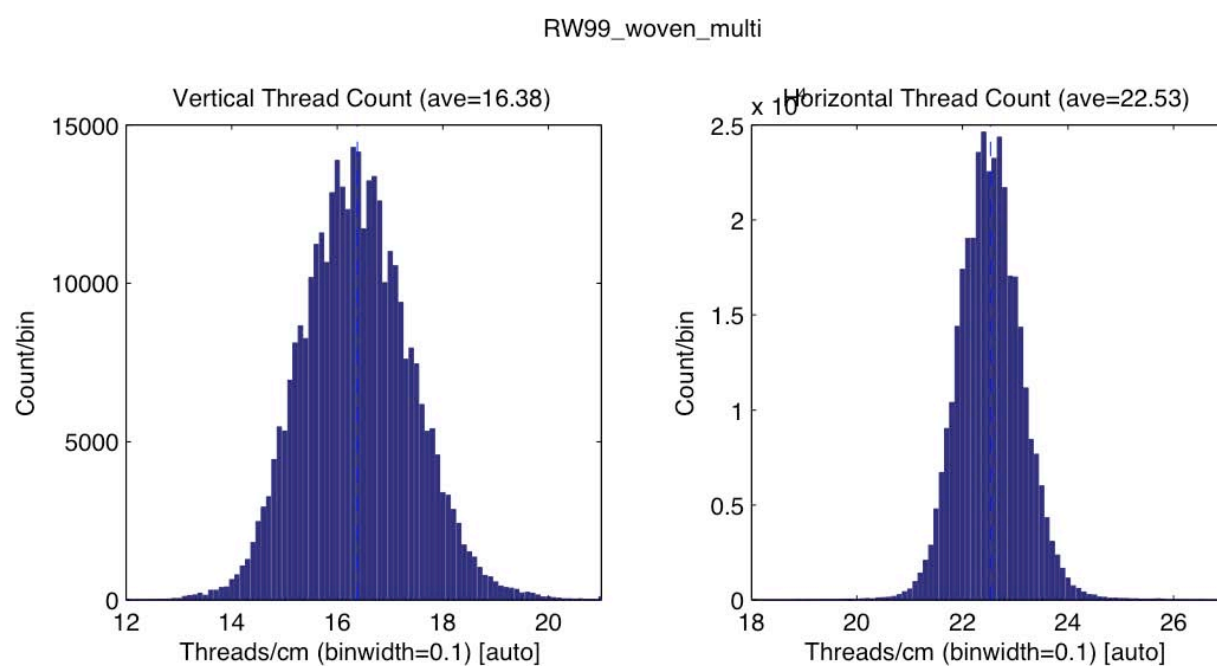 RW99_woven_multi
Vertical Thread Count (ave=16.38)
15000
10000
5000
0
Count/bin
12 14 16 18 20
Threads/cm (binwidth=0.1) [auto]
Horizontal Thread Count (ave=22.53)
x 10⁴
2.5
2
1.5
1
0.5
0
Count/bin
18 20 22 24 26
Threads/cm (binwidth=0.1) [auto]